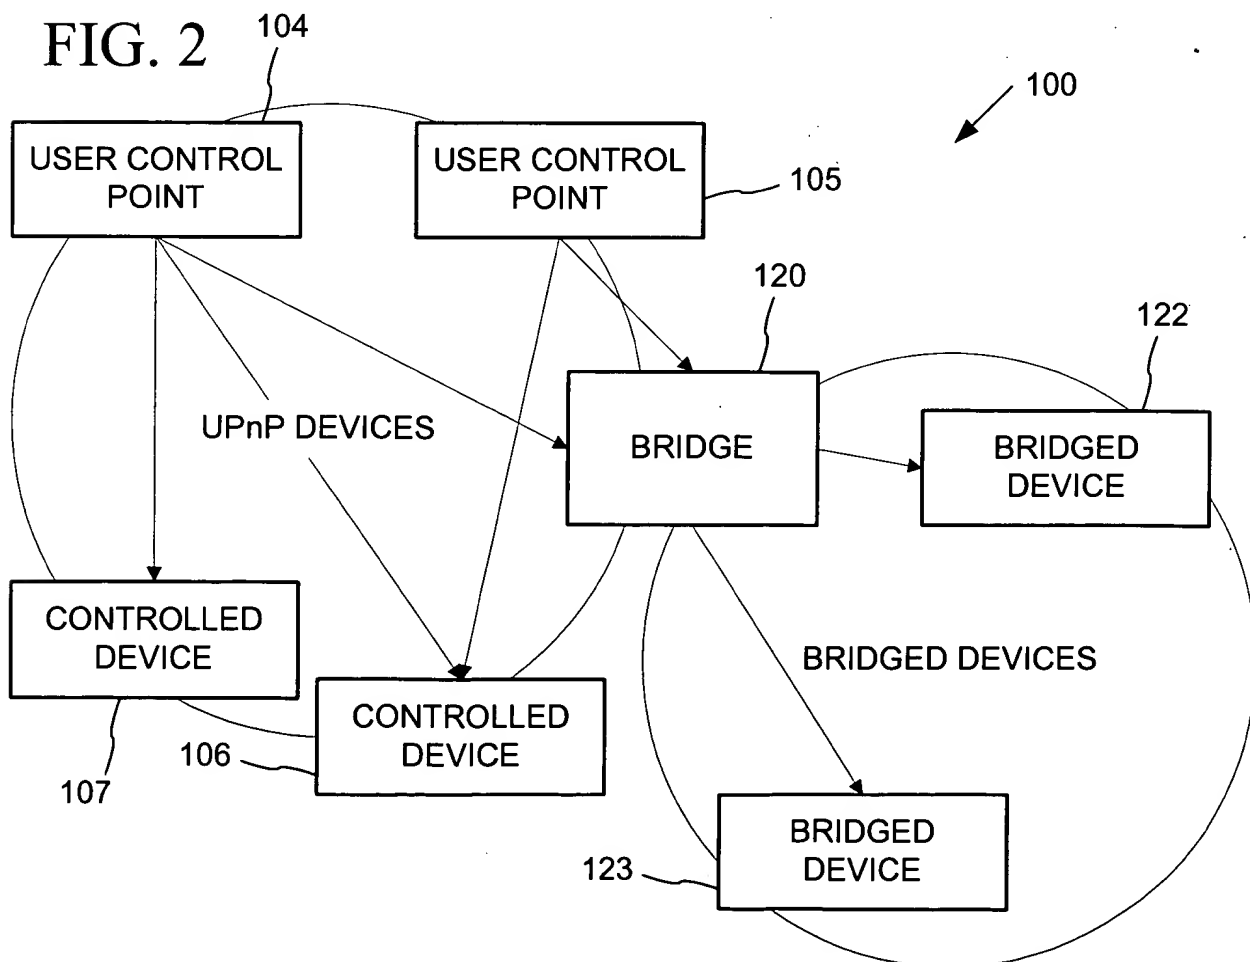 FIG. 2
104
100
USER CONTROL
POINT
USER CONTROL
POINT
105
120
122
UPnP DEVICES
BRIDGE
BRIDGED
DEVICE
CONTROLLED
DEVICE
BRIDGED DEVICES
CONTROLLED
DEVICE
106
107
BRIDGED
DEVICE
123